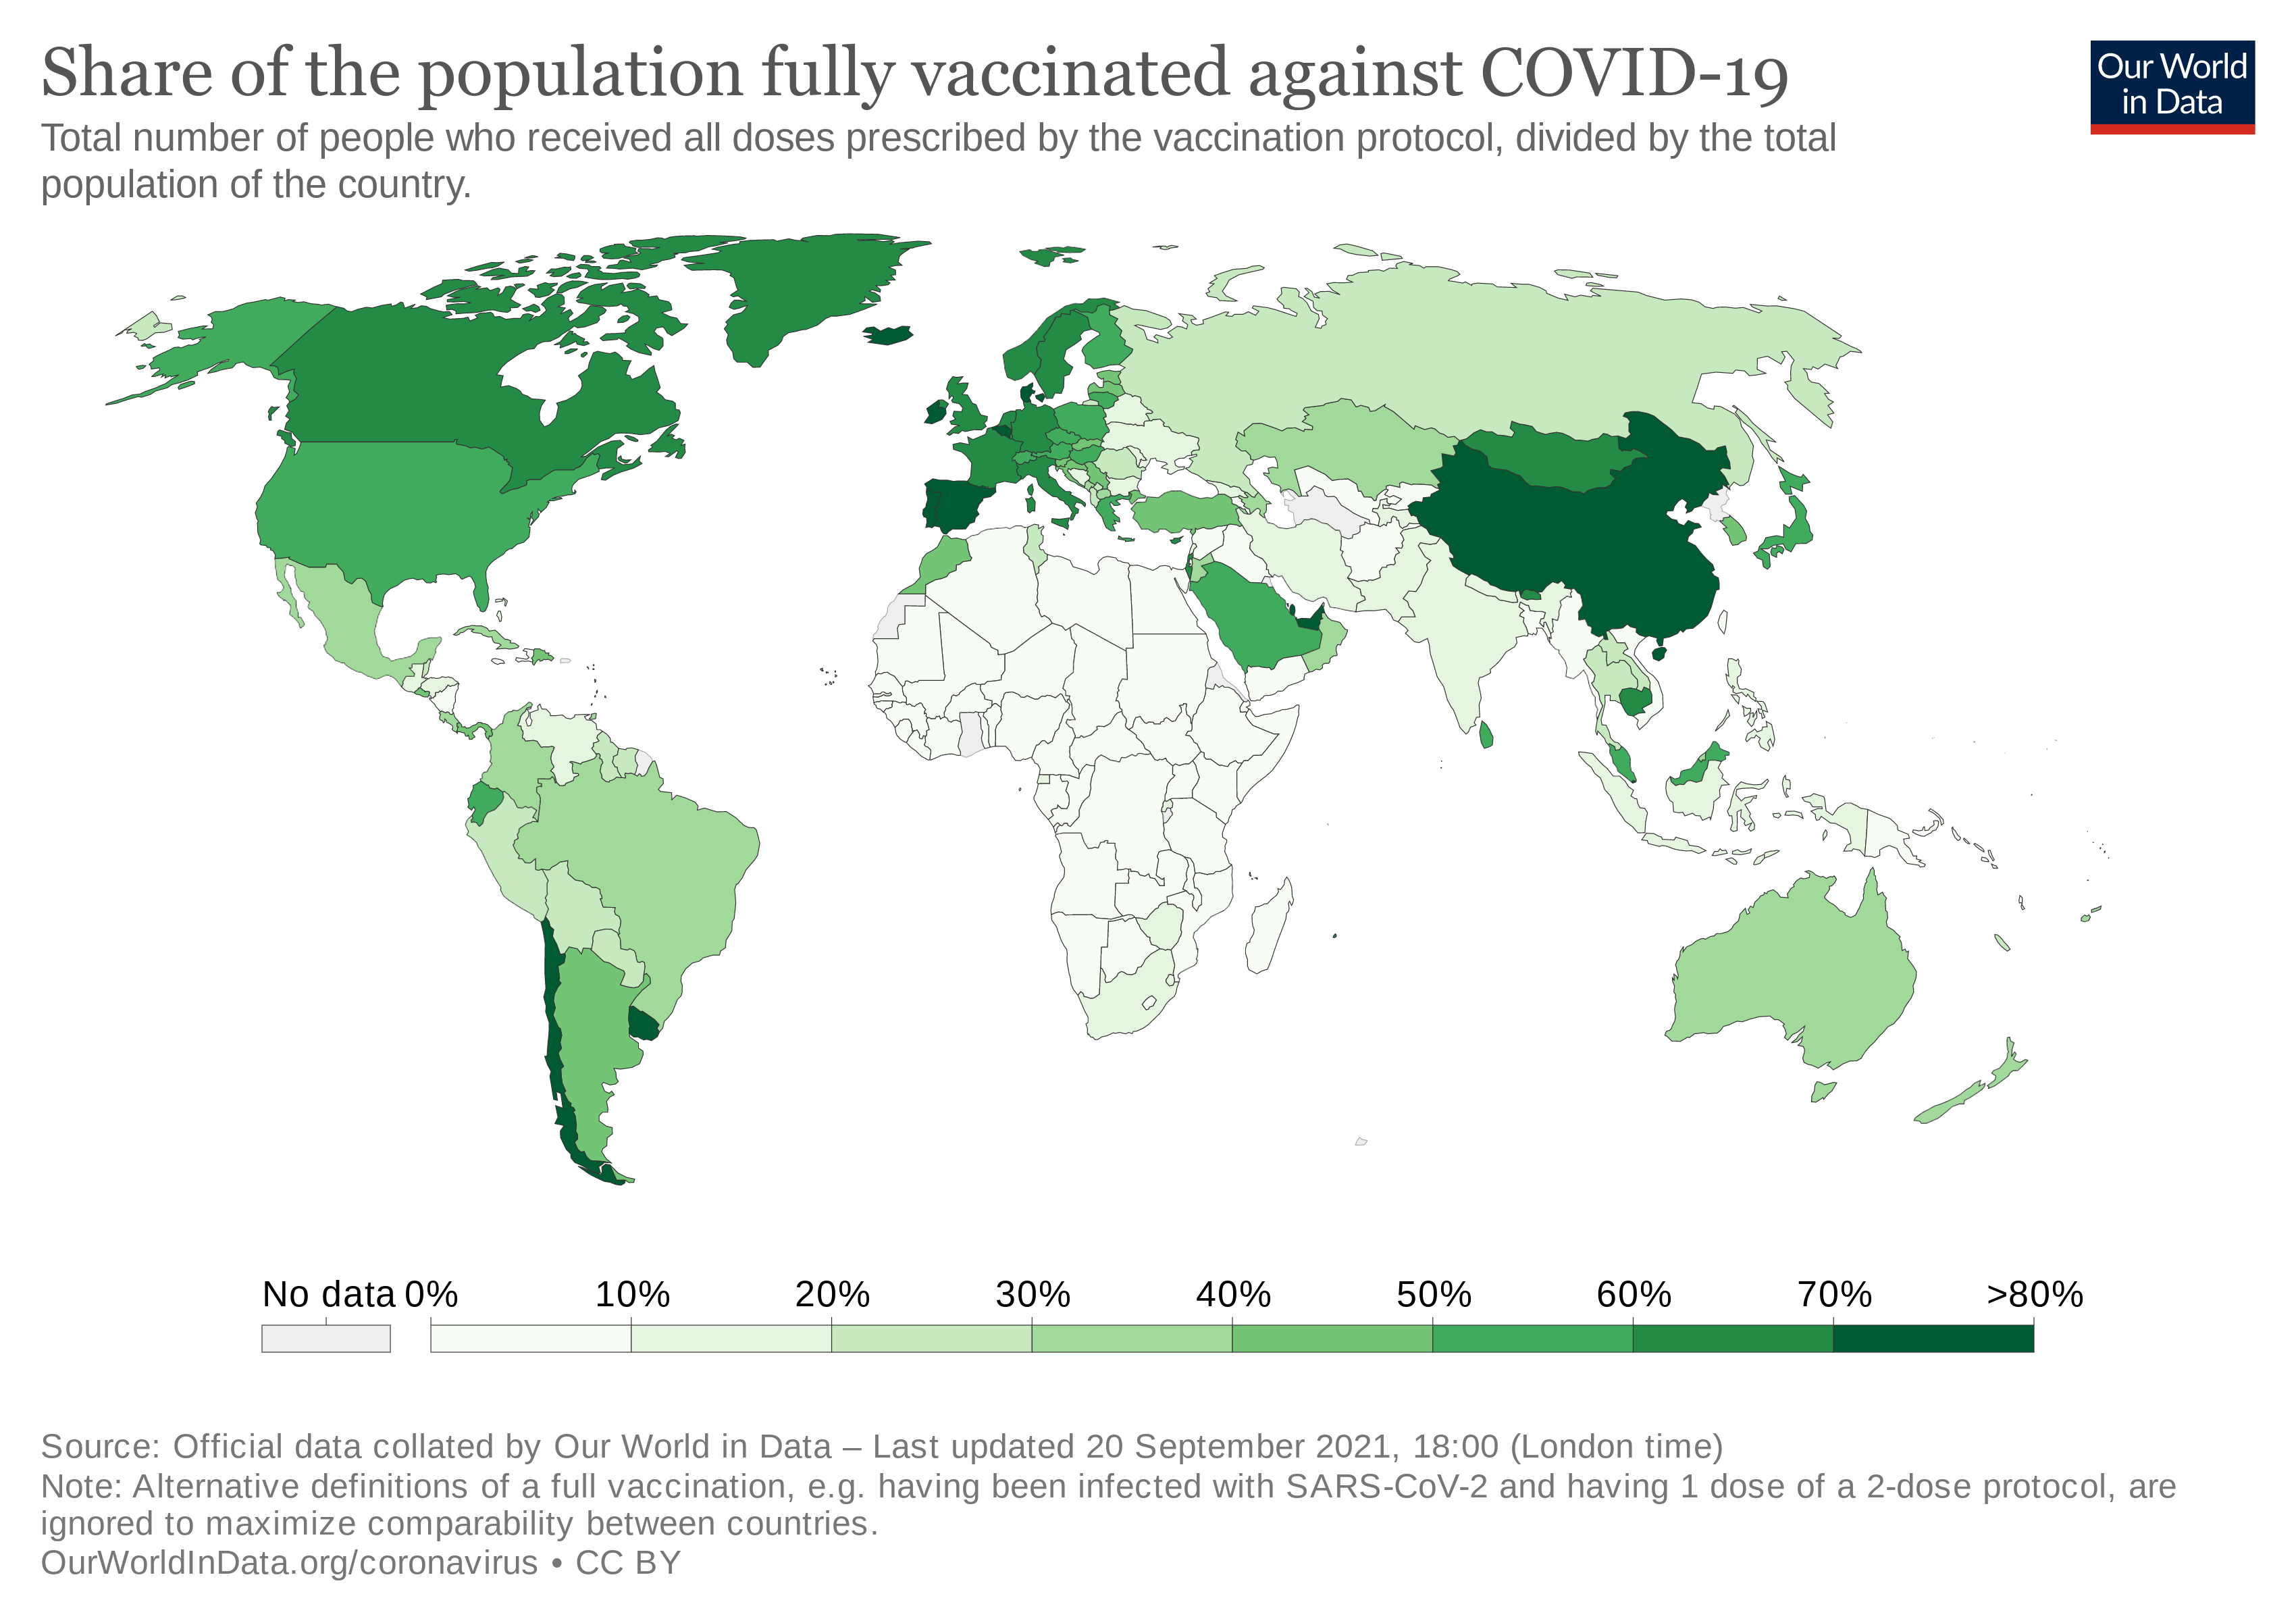 Share of the population fully vaccinated against COVID-19
Our World
in Data
Total number of people who received all doses prescribed by the vaccination protocol, divided by the total
population of the country.
No data 0% 10% 20% 30% 40% 50% 60% 70% >80%
Source: Official data collated by Our World in Data – Last updated 20 September 2021, 18:00 (London time)
Note: Alternative definitions of a full vaccination, e.g. having been infected with SARS-CoV-2 and having 1 dose of a 2-dose protocol, are
ignored to maximize comparability between countries.
OurWorldInData.org/coronavirus • CC BY